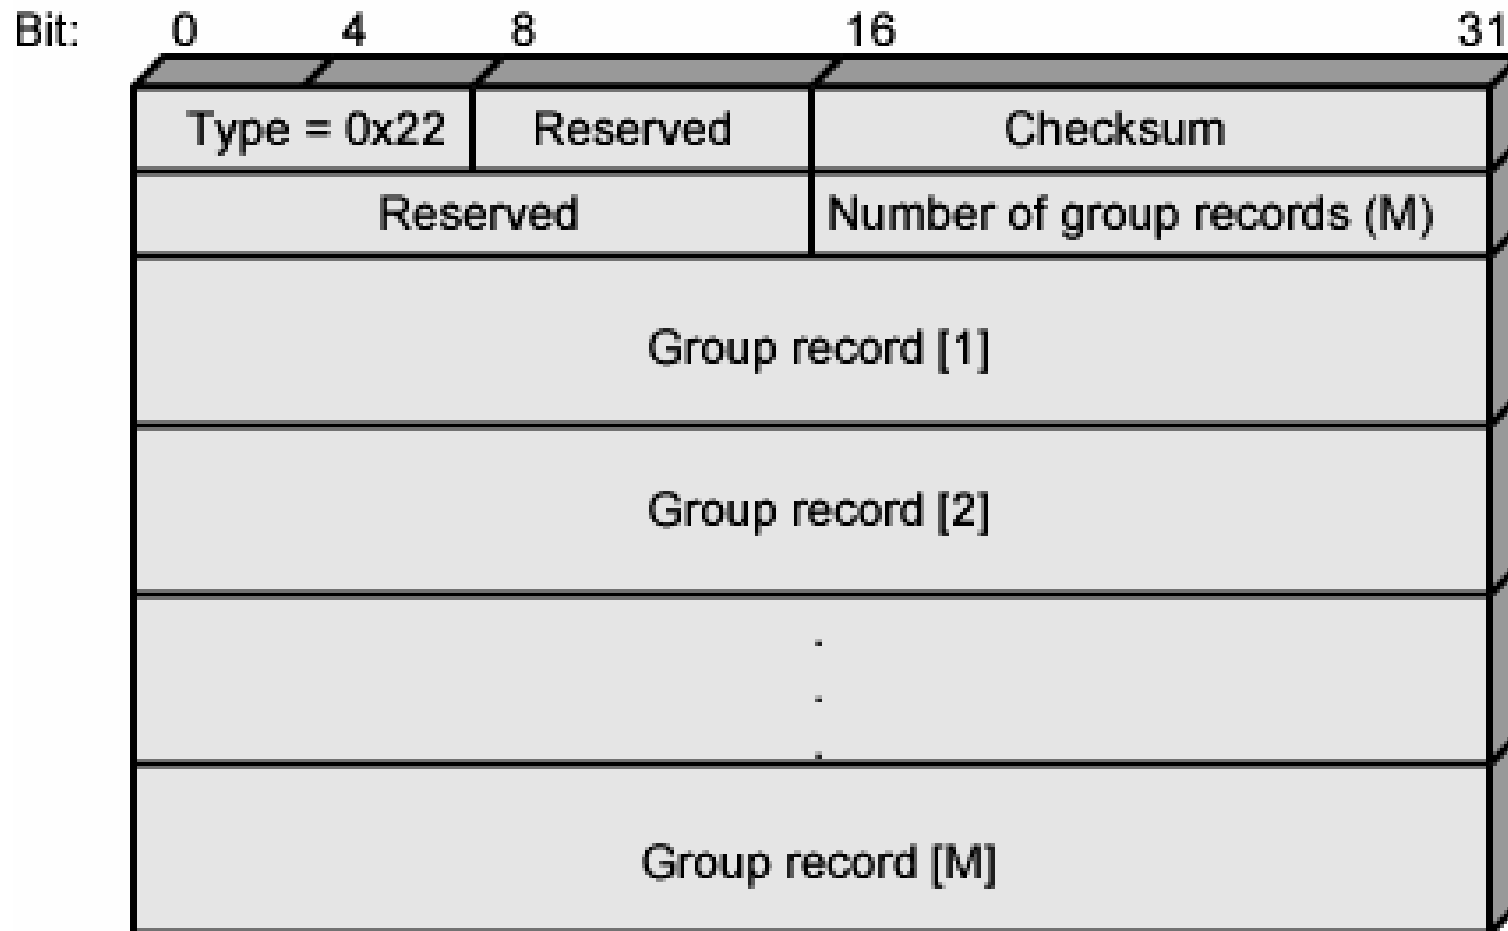 Bit: 0 4 8 16 31
Type = 0x22 Reserved Checksum
Reserved Number of group records (M)
Group record [1]
Group record [2]
.
.
.
Group record [M]